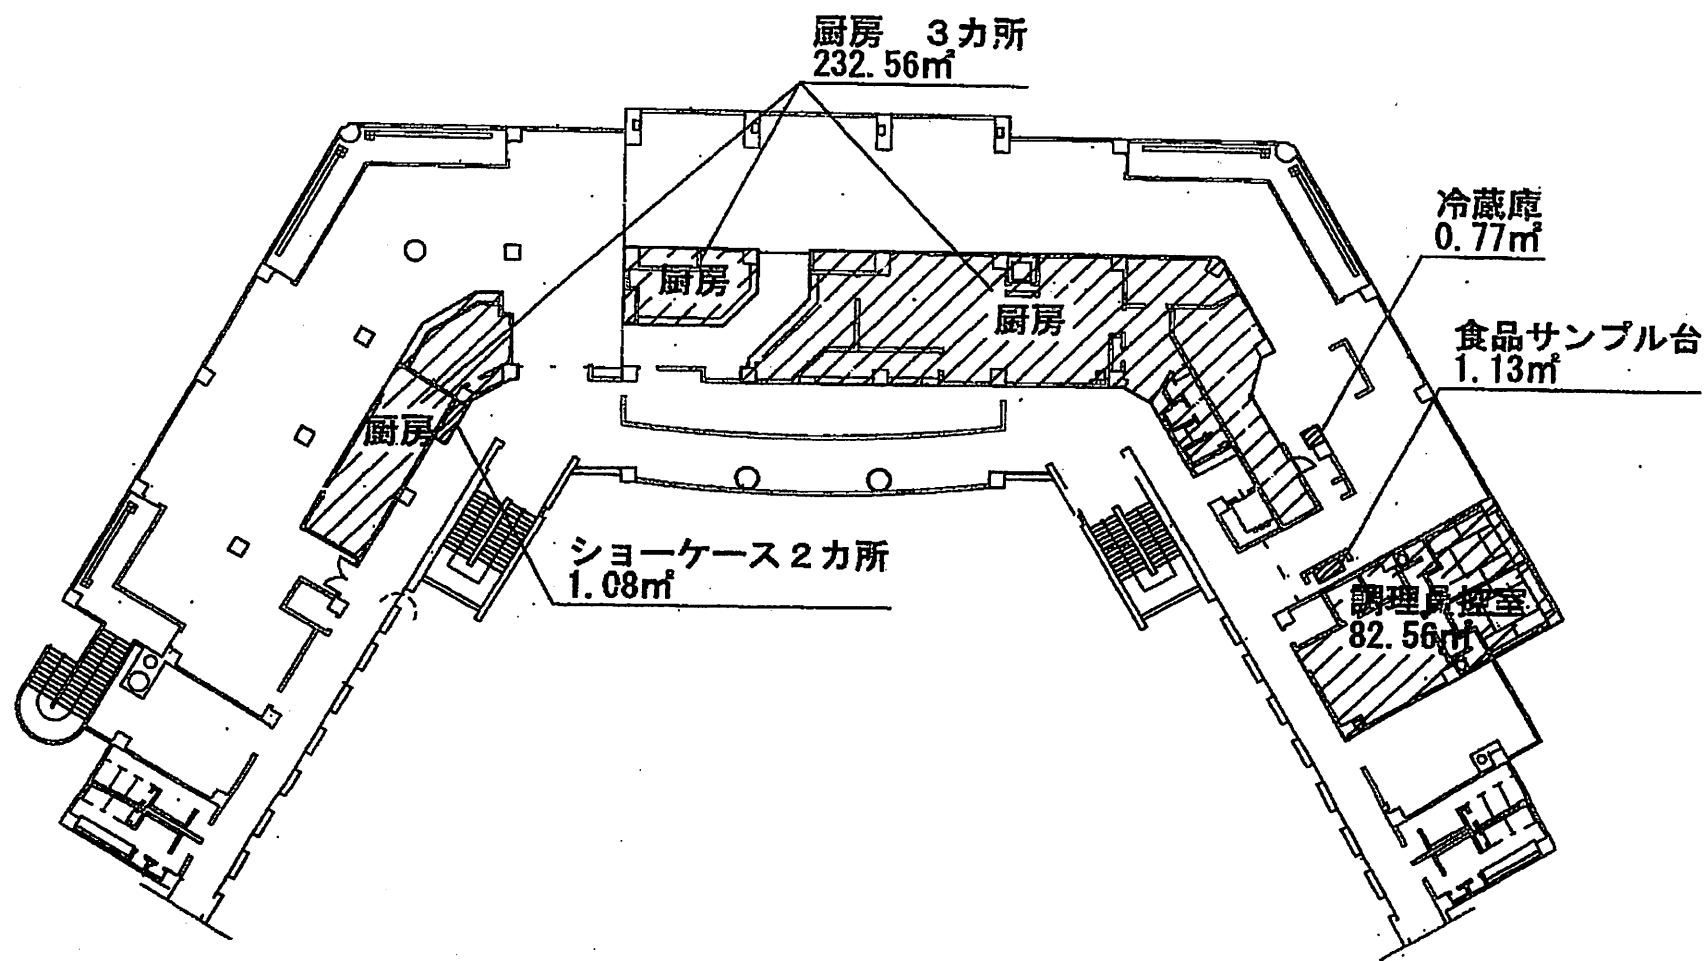 厨房 3カ所
232.56㎡
冷蔵庫
0.77㎡
厨房
厨房
食品サンプル台
1.13㎡
厨房
ショーケース2カ所
1.08㎡
調理員控室
82.56㎡